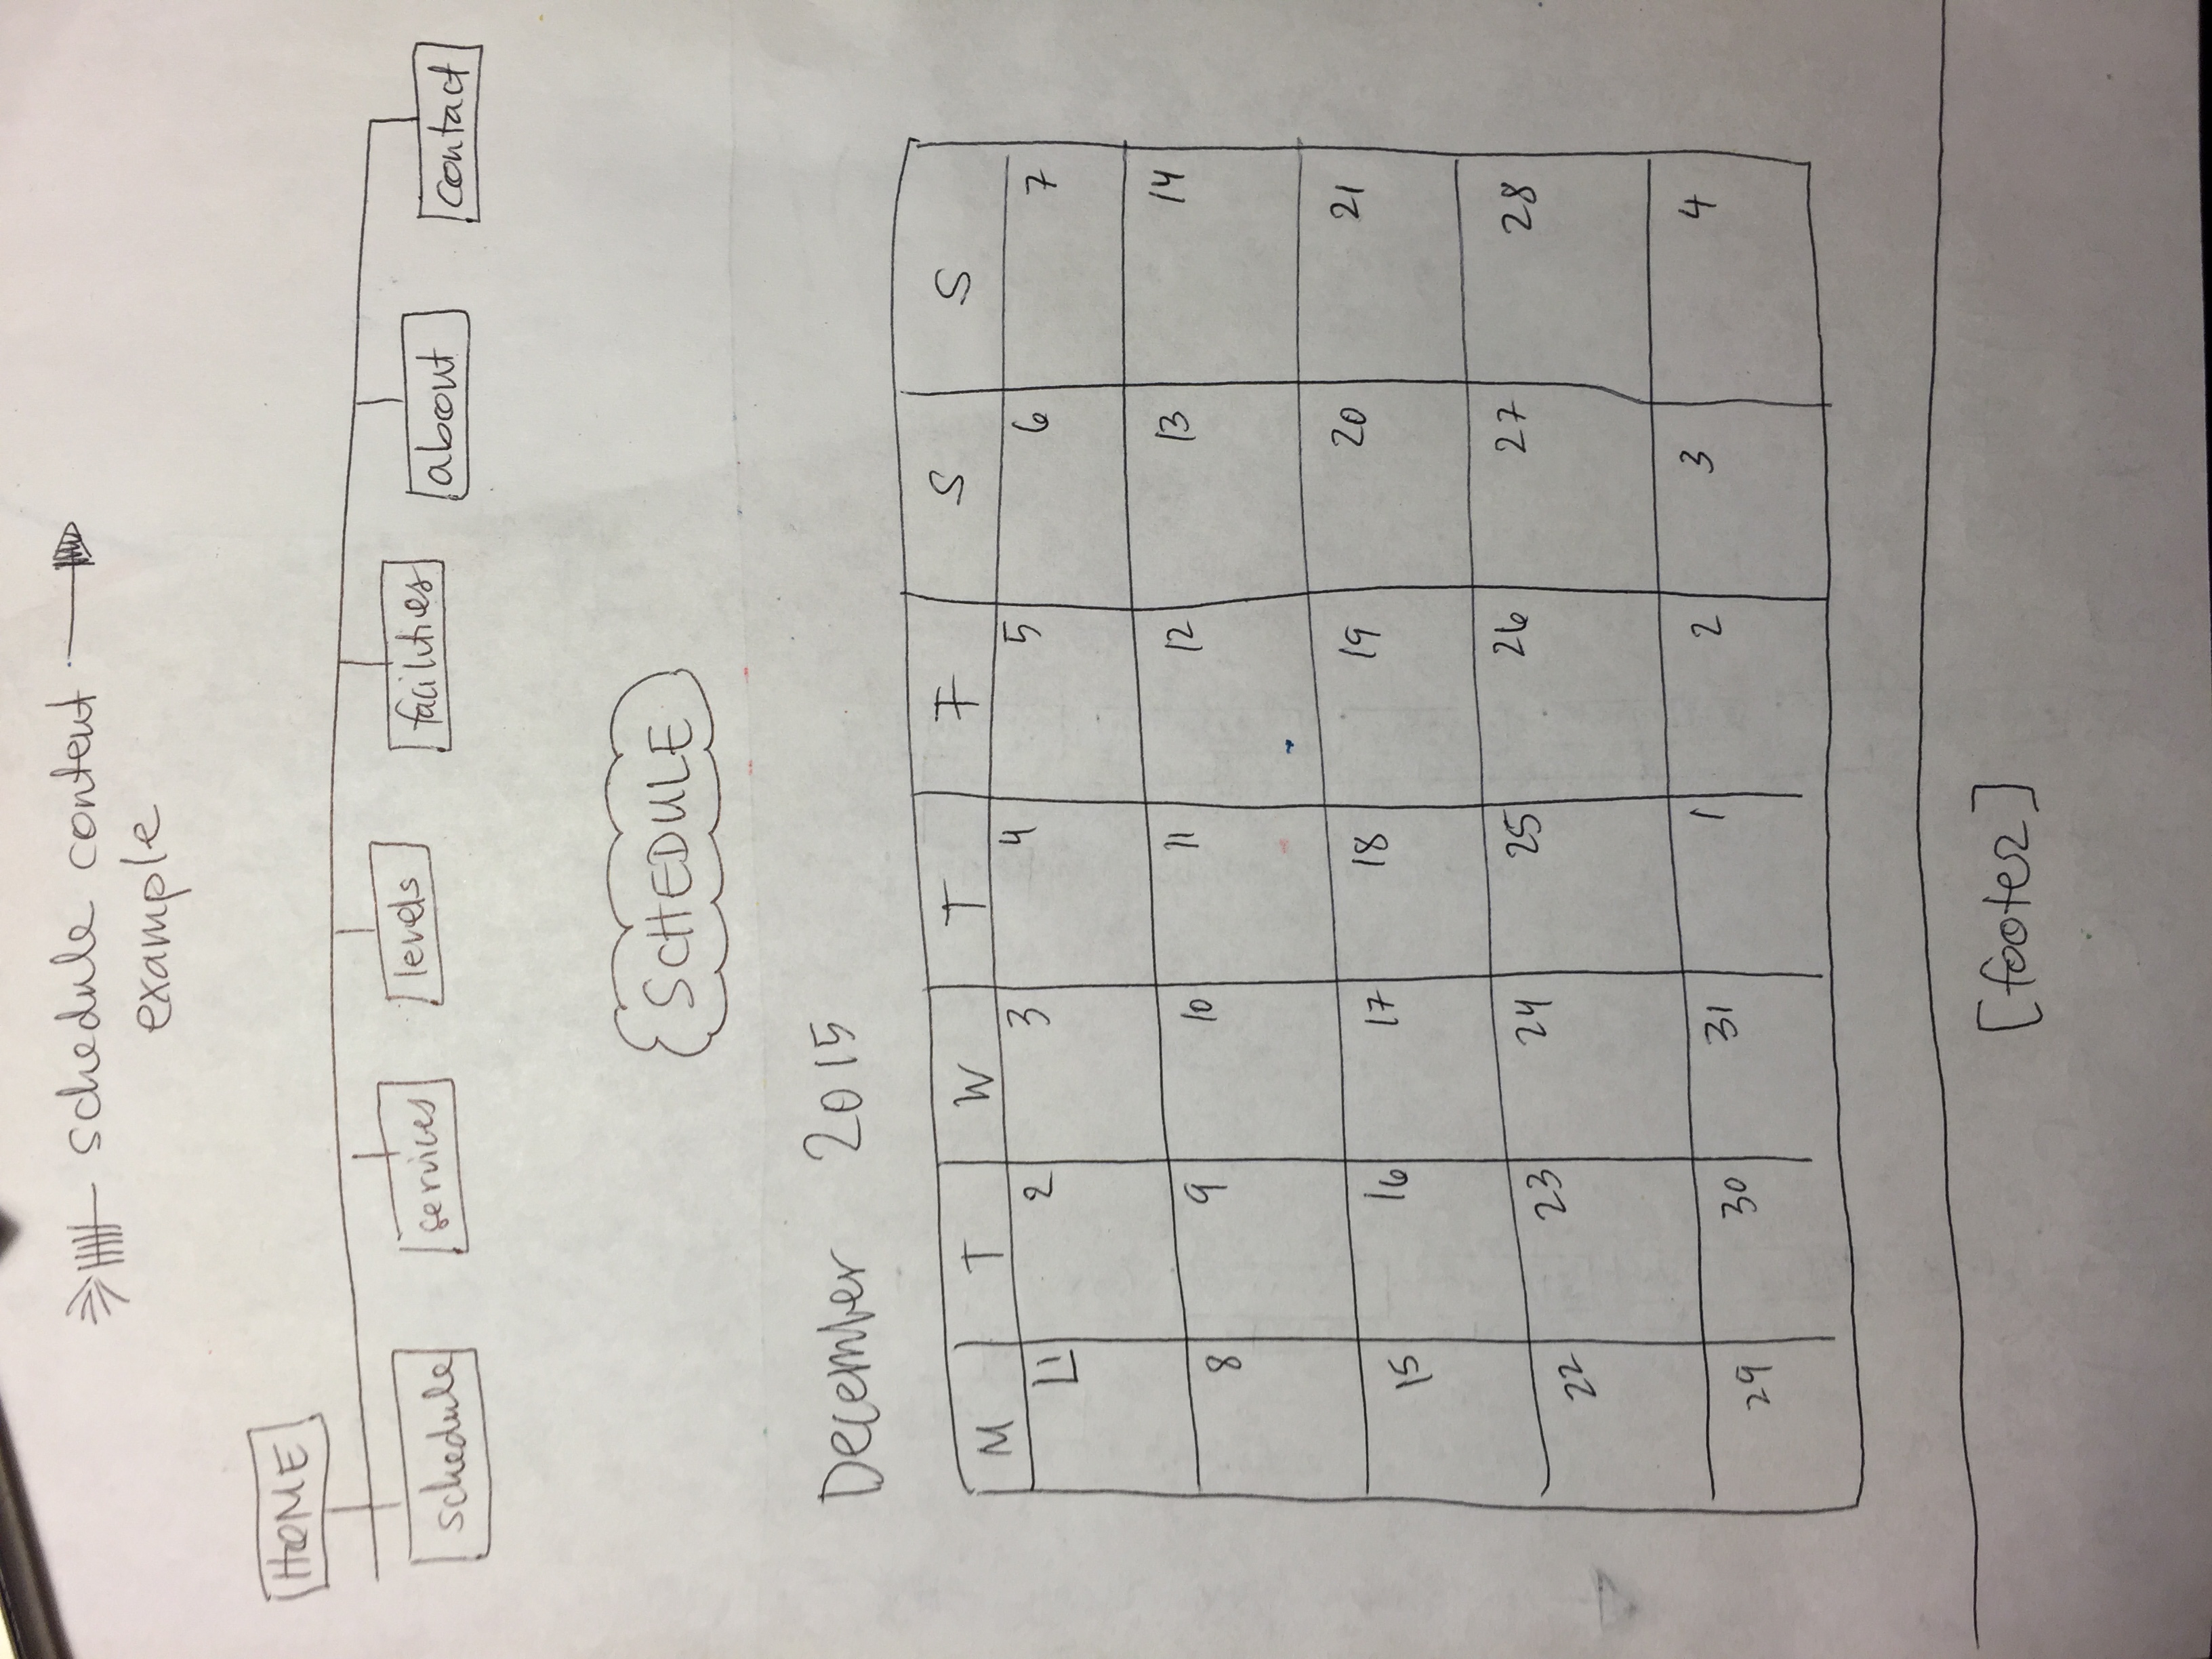 schedule content
example
HOME
schedule services levels facilities about contact
SCHEDULE
December 2015
M T W T F S S
1 2 3 4 5 6 7
8 9 10 11 12 13 14
15 16 17 18 19 20 21
22 23 24 25 26 27 28
29 30 31 1 2 3 4
[footer]